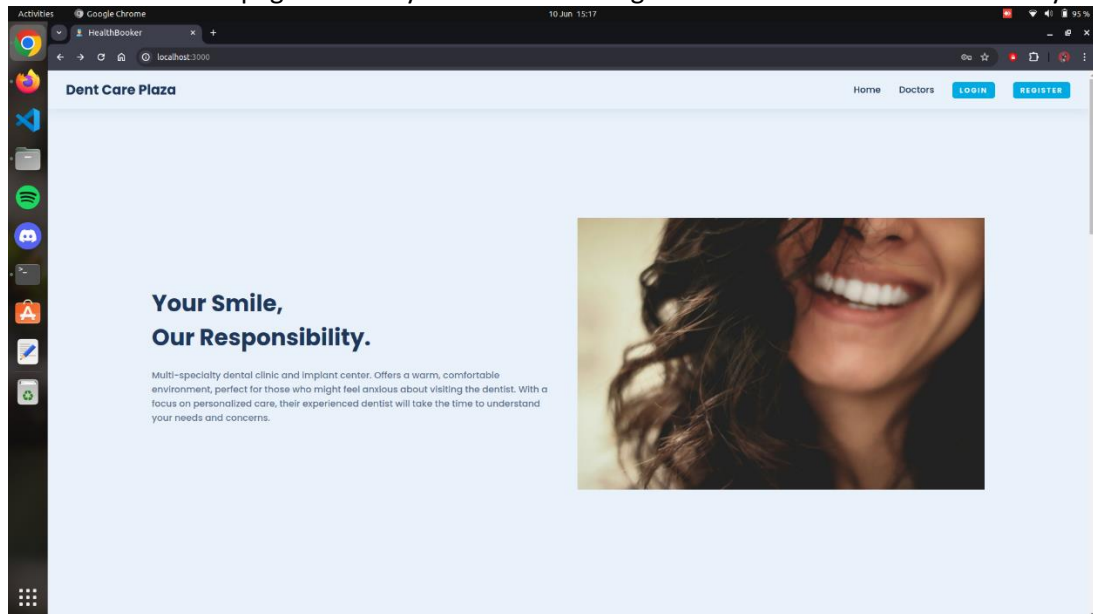 Activities
Google Chrome
10 Jun 15:17
95 %
HealthBooker
localhost:3000
Dent Care Plaza
Home
Doctors
LOGIN
REGISTER
Your Smile,
Our Responsibility.
Multi-specialty dental clinic and implant center. Offers a warm, comfortable
environment, perfect for those who might feel anxious about visiting the dentist. With a
focus on personalized care, their experienced dentist will take the time to understand
your needs and concerns.